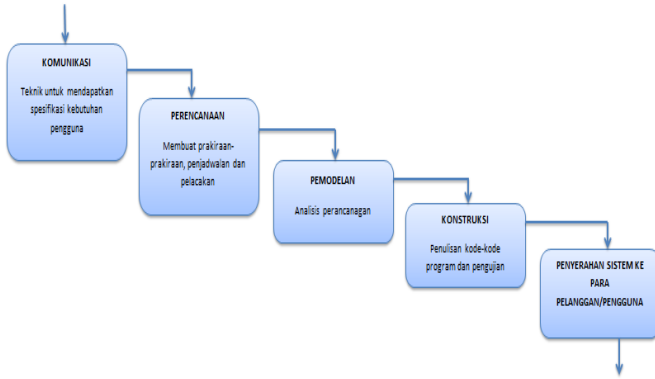 KOMUNIKASI
Teknik untuk mendapatkan
spesifikasi kebutuhan
pengguna
PERENCANAAN
Membuat prakiraan-
prakiraan, penjadwalan dan
pelacakan
PEMODELAN
Analisis perancanagan
KONSTRUKSI
Penulisan kode-kode
program dan pengujian
PENYERAHAN SISTEM KE
PARA
PELANGGAN/PENGGUNA